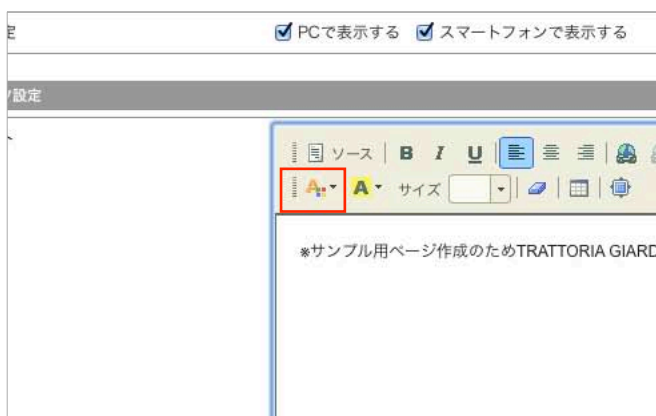 PCで表示する スマートフォンで表示する
設定
ソース B I U
A A サイズ
※サンプル用ページ作成のためTRATTORIA GIARD